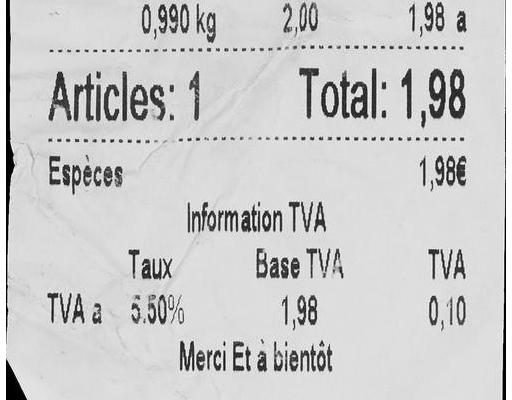 0,990 kg 2,00 1,98 a
Articles: 1 Total: 1,98
Espèces 1,98€
Information TVA
Taux Base TVA TVA
TVA a 5.50% 1,98 0,10
Merci Et à bientôt